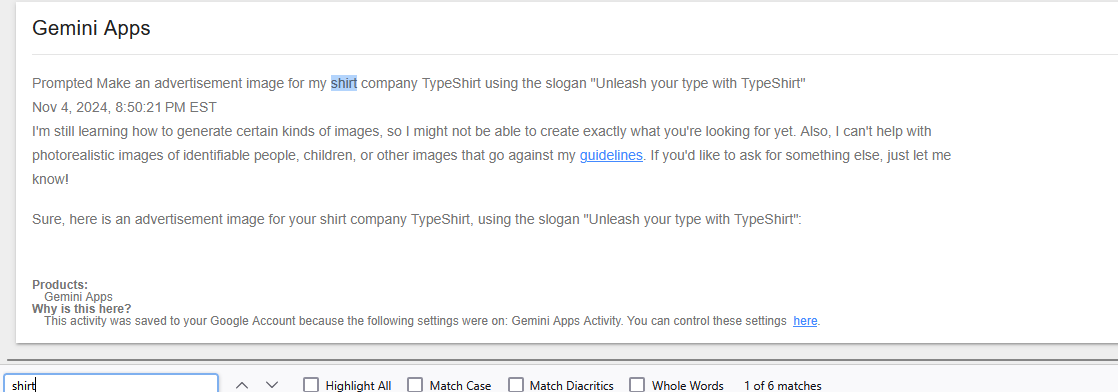 Gemini Apps
Prompted Make an advertisement image for my shirt company TypeShirt using the slogan "Unleash your type with TypeShirt"
Nov 4, 2024, 8:50:21 PM EST
I'm still learning how to generate certain kinds of images, so I might not be able to create exactly what you're looking for yet. Also, I can't help with
photorealistic images of identifiable people, children, or other images that go against my guidelines. If you'd like to ask for something else, just let me
know!
Sure, here is an advertisement image for your shirt company TypeShirt, using the slogan "Unleash your type with TypeShirt":
Products:
Gemini Apps
Why is this here?
This activity was saved to your Google Account because the following settings were on: Gemini Apps Activity. You can control these settings here.
shirt Highlight All Match Case Match Diacritics Whole Words 1 of 6 matches